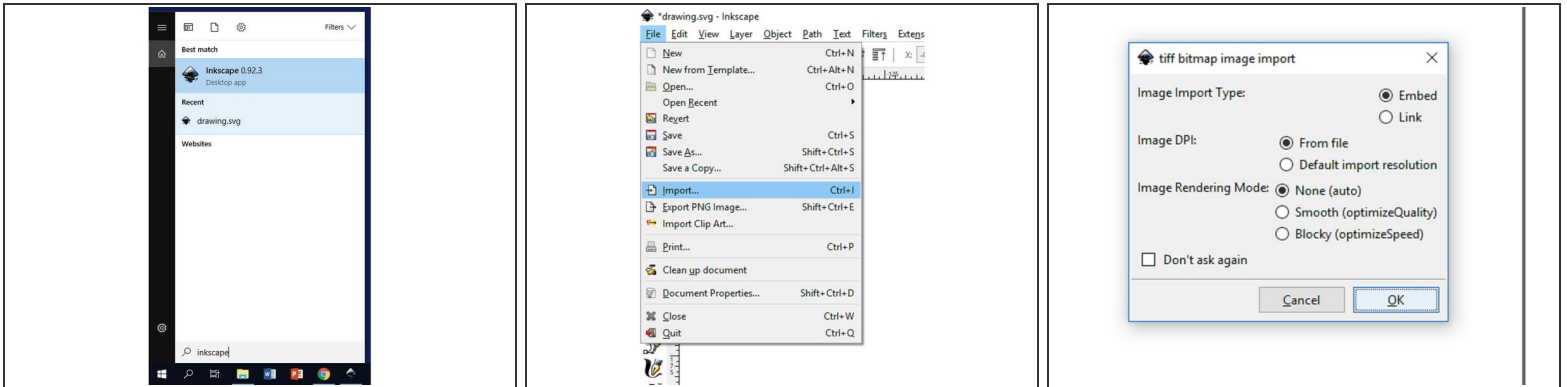 Filters
Best match
Inkscape 0.92.3
Desktop app
Recent
drawing.svg
Websites
inkscape
*drawing.svg - Inkscape
File Edit View Layer Object Path Text Filters Extens
New Ctrl+N
New from Template... Ctrl+Alt+N
Open... Ctrl+O
Open Recent
Revert
Save Ctrl+S
Save As... Shift+Ctrl+S
Save a Copy... Shift+Ctrl+Alt+S
Import... Ctrl+I
Export PNG Image... Shift+Ctrl+E
Import Clip Art...
Print... Ctrl+P
Clean up document
Document Properties... Shift+Ctrl+D
Close Ctrl+W
Quit Ctrl+Q
X:
tiff bitmap image import
Image Import Type: Embed
Link
Image DPI: From file
Default import resolution
Image Rendering Mode: None (auto)
Smooth (optimizeQuality)
Blocky (optimizeSpeed)
Don't ask again
Cancel OK